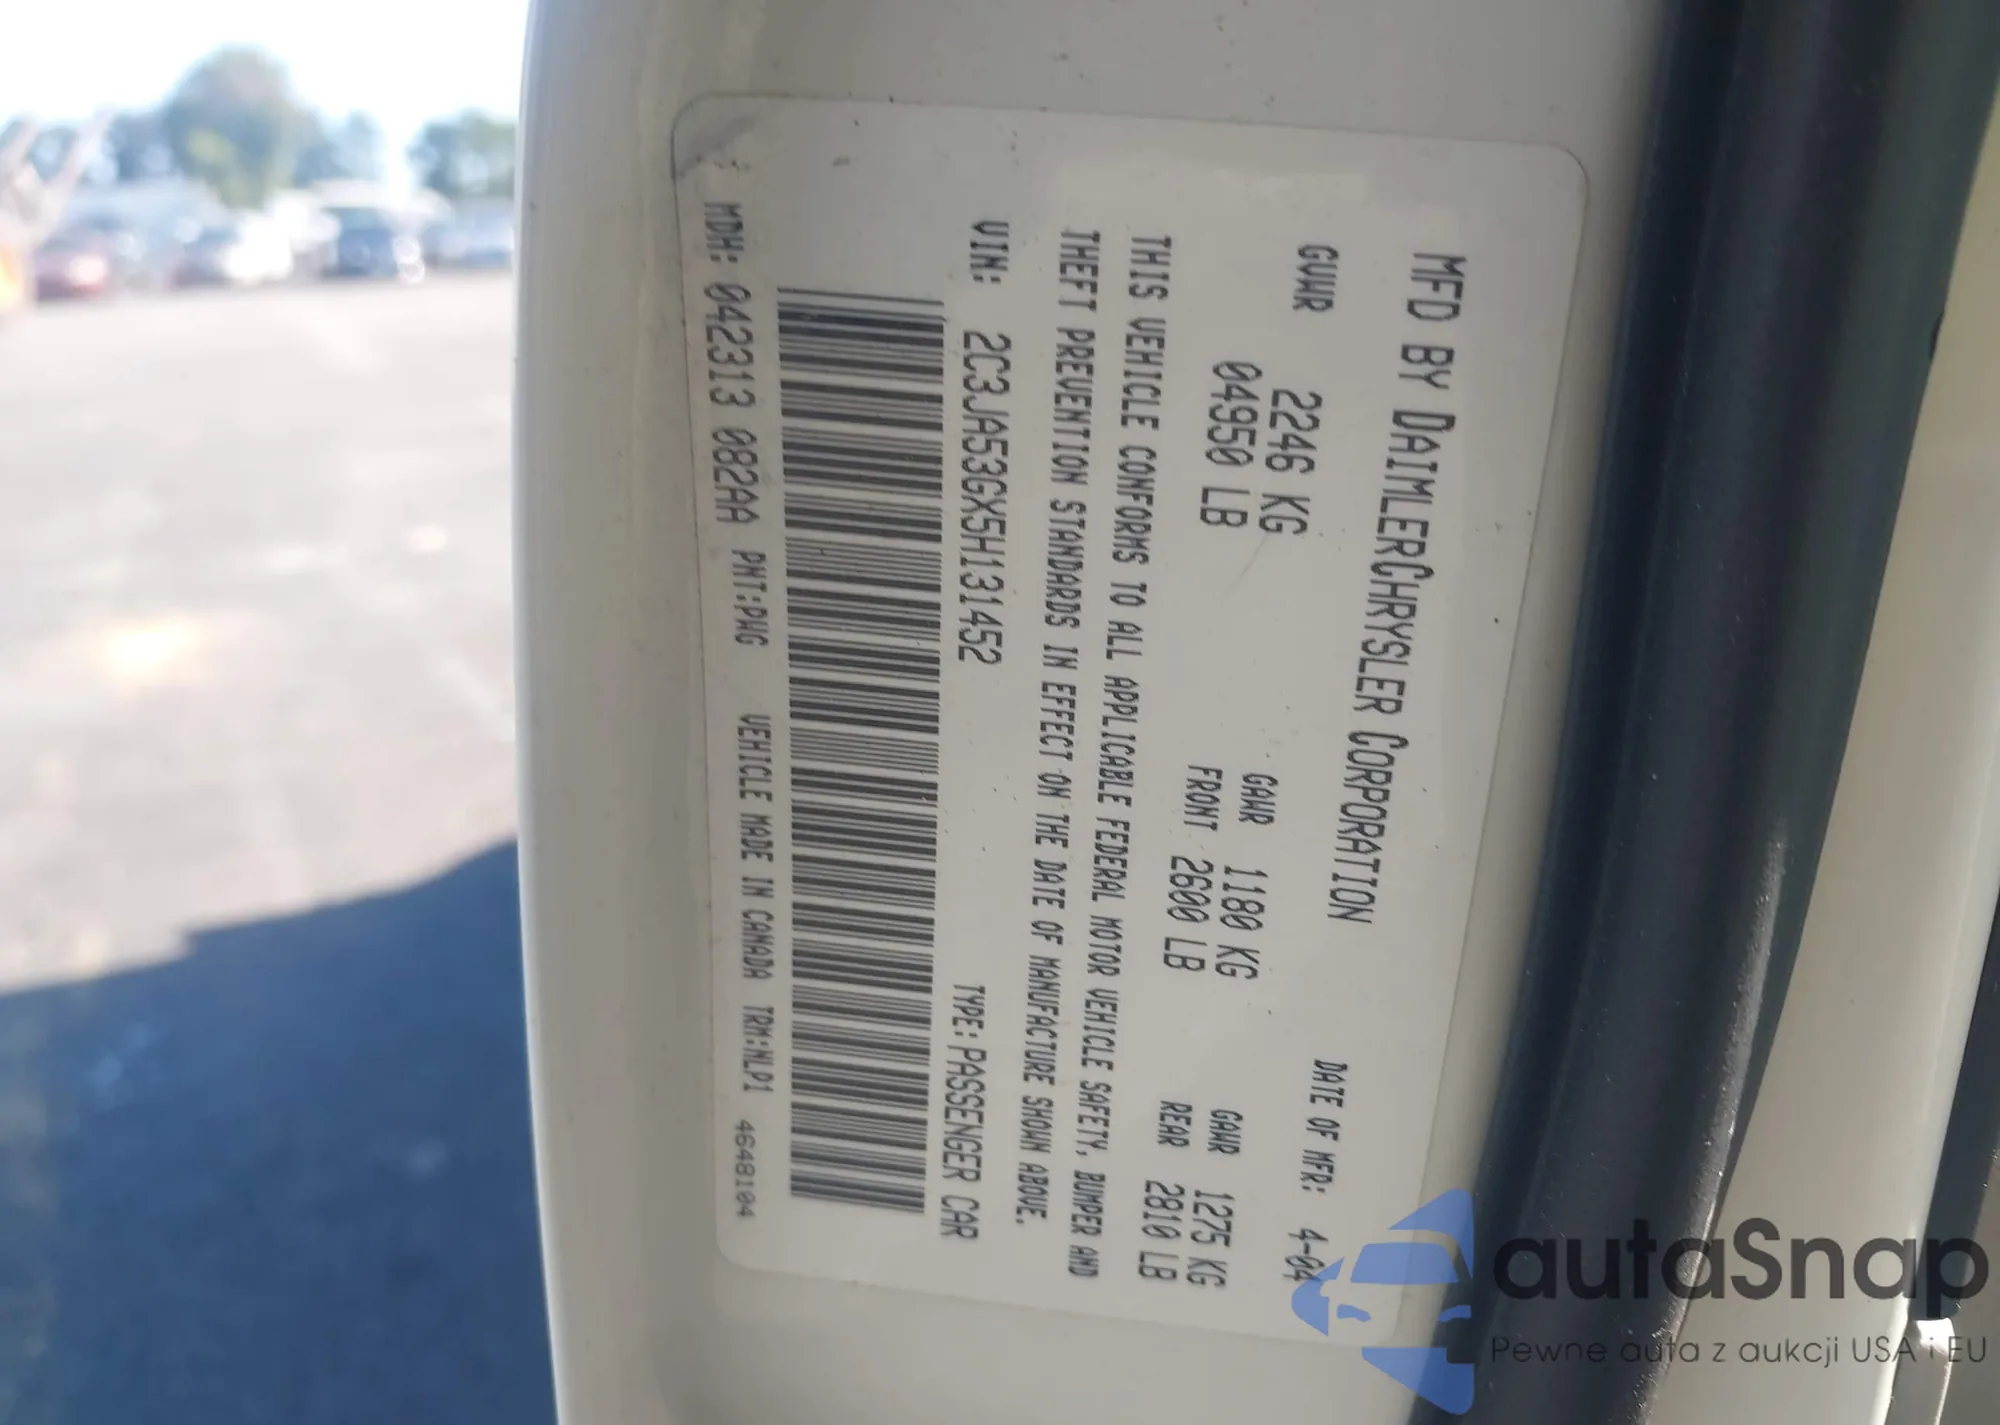 MFD BY DAIMLERCHRYSLER CORPORATION
DATE OF MFR: 4-04
GVWR 2246 KG
04950 LB
GAWR 1180 KG
FRONT 2600 LB
GAWR 1275 KG
REAR 2810 LB
THIS VEHICLE CONFORMS TO ALL APPLICABLE FEDERAL MOTOR VEHICLE SAFETY, BUMPER AND
THEFT PREVENTION STANDARDS IN EFFECT ON THE DATE OF MANUFACTURE SHOWN ABOVE.
VIN: 2C3JA53GX5H131452 TYPE: PASSENGER CAR
MDH: 042313 082AA PNT:PWG VEHICLE MADE IN CANADA TRM:NLP1 4648104
autaSnap
Pewne auta z aukcji USA i EU